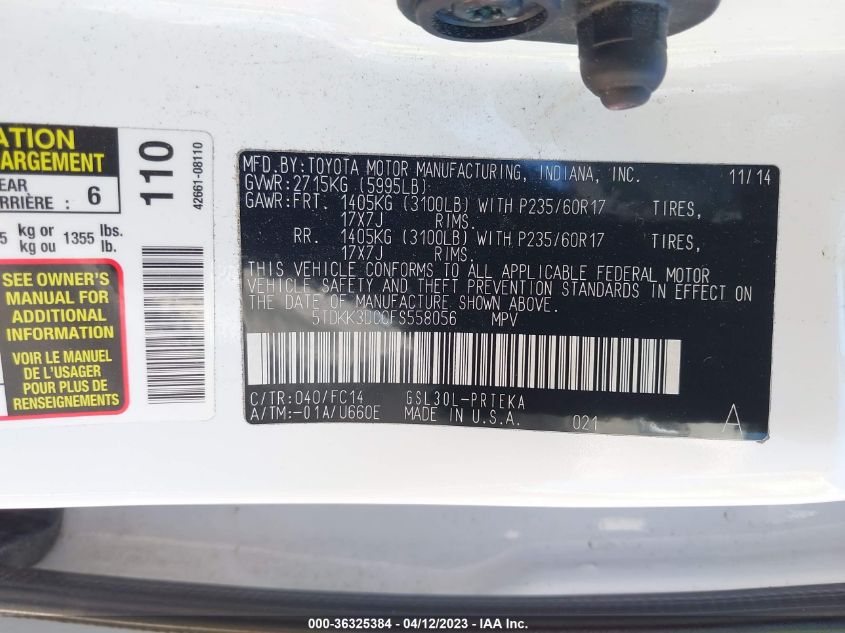 ATION
ARGEMENT
EAR
RRIÈRE : 6
5 kg or 1355 lbs.
kg ou lb.
SEE OWNER'S
MANUAL FOR
ADDITIONAL
INFORMATION
VOIR LE MANUEL
DE L'USAGER
POUR PLUS DE
RENSEIGNEMENTS
110
42661-08110
MFD.BY:TOYOTA MOTOR MANUFACTURING, INDIANA, INC. 11/14
GVWR:2715KG (5995LB)
GAWR:FRT. 1405KG (3100LB) WITH P235/60R17 TIRES,
17X7J RIMS.
RR. 1405KG (3100LB) WITH P235/60R17 TIRES,
17X7J RIMS.
THIS VEHICLE CONFORMS TO ALL APPLICABLE FEDERAL MOTOR
VEHICLE SAFETY AND THEFT PREVENTION STANDARDS IN EFFECT ON
THE DATE OF MANUFACTURE SHOWN ABOVE.
5TDKK3DC0FS558056 MPV
C/TR:040/FC14 GSL30L-PRTEKA
A/TM:-01A/U660E MADE IN U.S.A. 021 A
000-36325384 - 04/12/2023 - IAA Inc.